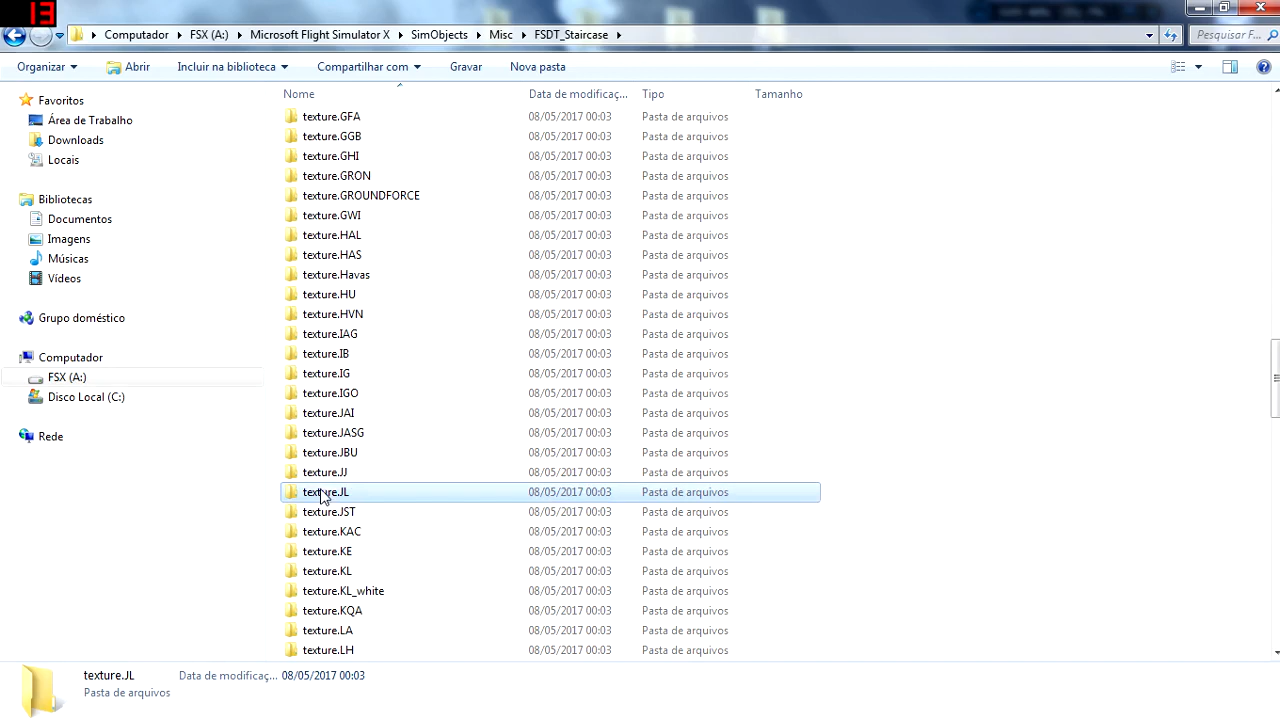 13
Computador FSX (A:) Microsoft Flight Simulator X SimObjects Misc FSDT_Staircase Pesquisar F...
Organizar Abrir Incluir na biblioteca Compartilhar com Gravar Nova pasta
Favoritos
Área de Trabalho
Downloads
Locais
Bibliotecas
Documentos
Imagens
Músicas
Vídeos
Grupo doméstico
Computador
FSX (A:)
Disco Local (C:)
Rede
Nome Data de modificaç... Tipo Tamanho
texture.GFA 08/05/2017 00:03 Pasta de arquivos
texture.GGB 08/05/2017 00:03 Pasta de arquivos
texture.GHI 08/05/2017 00:03 Pasta de arquivos
texture.GRON 08/05/2017 00:03 Pasta de arquivos
texture.GROUNDFORCE 08/05/2017 00:03 Pasta de arquivos
texture.GWI 08/05/2017 00:03 Pasta de arquivos
texture.HAL 08/05/2017 00:03 Pasta de arquivos
texture.HAS 08/05/2017 00:03 Pasta de arquivos
texture.Havas 08/05/2017 00:03 Pasta de arquivos
texture.HU 08/05/2017 00:03 Pasta de arquivos
texture.HVN 08/05/2017 00:03 Pasta de arquivos
texture.IAG 08/05/2017 00:03 Pasta de arquivos
texture.IB 08/05/2017 00:03 Pasta de arquivos
texture.IG 08/05/2017 00:03 Pasta de arquivos
texture.IGO 08/05/2017 00:03 Pasta de arquivos
texture.JAI 08/05/2017 00:03 Pasta de arquivos
texture.JASG 08/05/2017 00:03 Pasta de arquivos
texture.JBU 08/05/2017 00:03 Pasta de arquivos
texture.JJ 08/05/2017 00:03 Pasta de arquivos
texture.JL 08/05/2017 00:03 Pasta de arquivos
texture.JST 08/05/2017 00:03 Pasta de arquivos
texture.KAC 08/05/2017 00:03 Pasta de arquivos
texture.KE 08/05/2017 00:03 Pasta de arquivos
texture.KL 08/05/2017 00:03 Pasta de arquivos
texture.KL_white 08/05/2017 00:03 Pasta de arquivos
texture.KQA 08/05/2017 00:03 Pasta de arquivos
texture.LA 08/05/2017 00:03 Pasta de arquivos
texture.LH 08/05/2017 00:03 Pasta de arquivos
texture.JL Data de modificaç... 08/05/2017 00:03
Pasta de arquivos